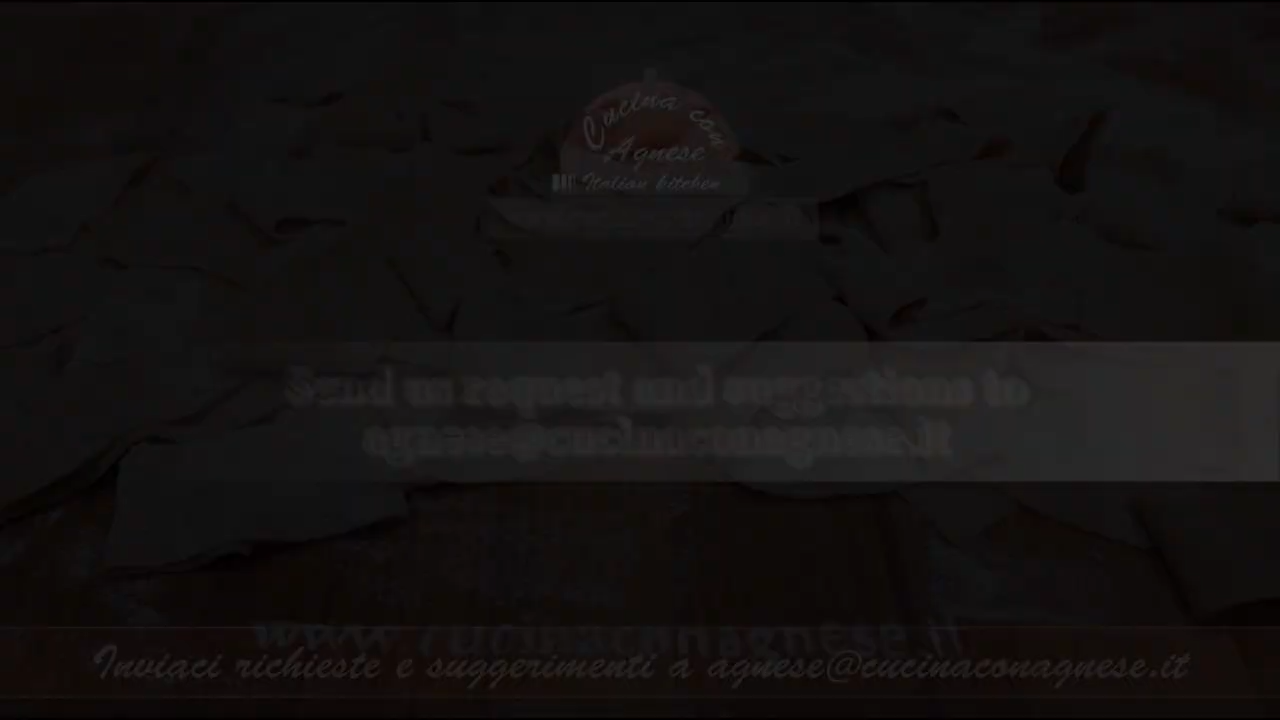 Cucina con
Agnese
Italian kitchen
Send us request and suggestions to
agnese@cucinaconagnese.it
www.cucinaconagnese.it
Inviaci richieste e suggerimenti a agnese@cucinaconagnese.it